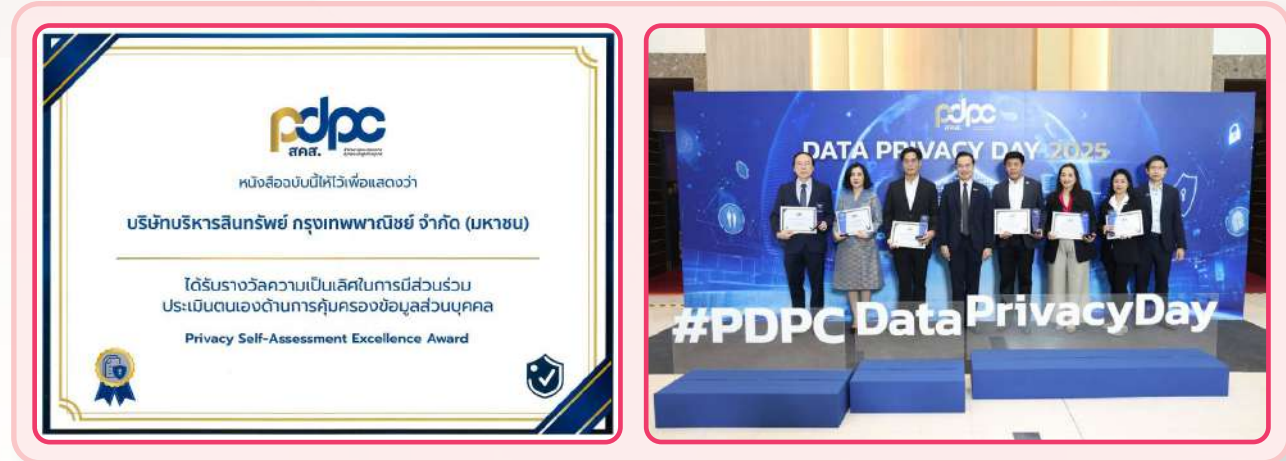 pdpc
สคส.
หนังสือฉบับนี้ให้ไว้เพื่อแสดงว่า
บริษัทบริหารสินทรัพย์ กรุงเทพพาณิชย์ จำกัด (มหาชน)
ได้รับรางวัลความเป็นเลิศในการมีส่วนร่วม
ประเมินตนเองด้านการคุ้มครองข้อมูลส่วนบุคคล
Privacy Self-Assessment Excellence Award
pdpc
สคส.
DATA PRIVACY DAY 2025
#PDPC Data PrivacyDay